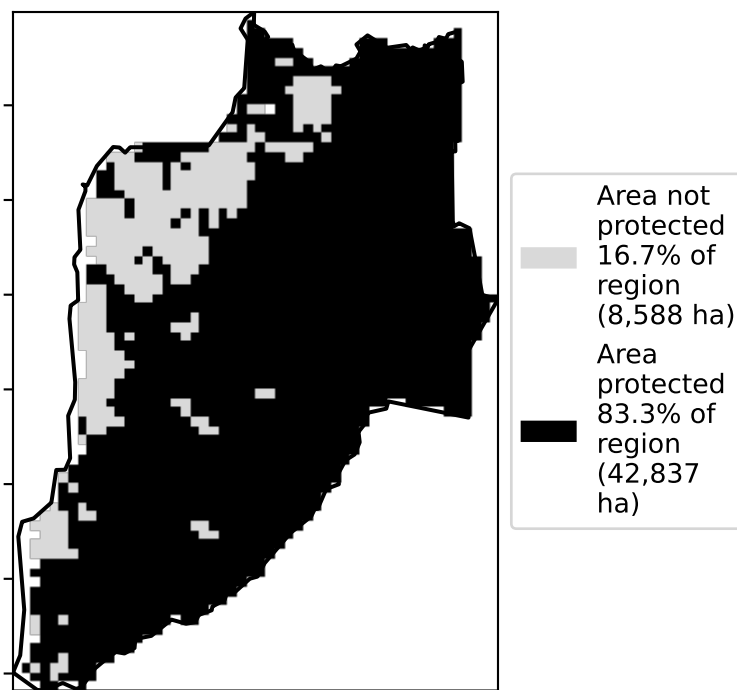 Area not
protected
16.7% of
region
(8,588 ha)
Area
protected
83.3% of
region
(42,837
ha)